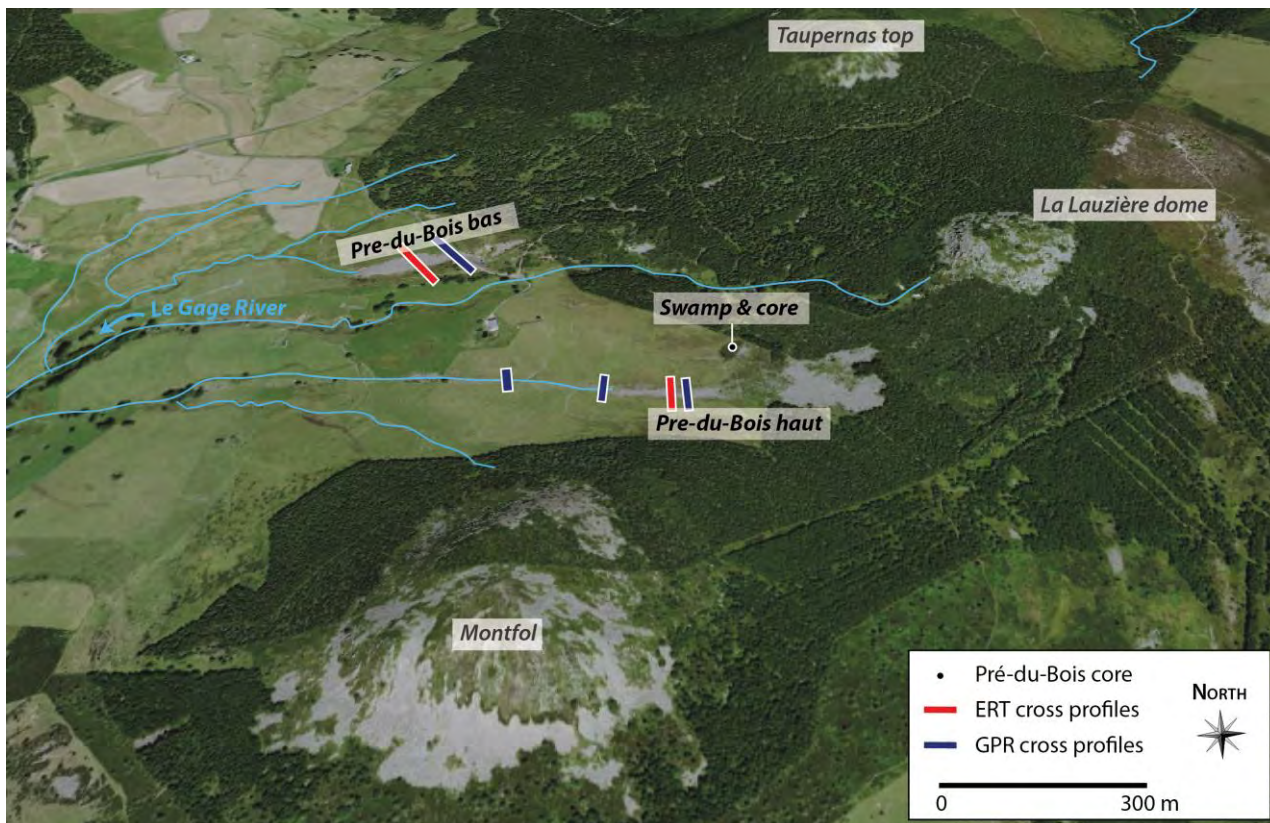 Taupernas top
La Lauzière dome
Pre-du-Bois bas
Le Gage River
Swamp & core
Pre-du-Bois haut
Montfol
Pré-du-Bois core
ERT cross profiles
GPR cross profiles
NORTH
0 300 m